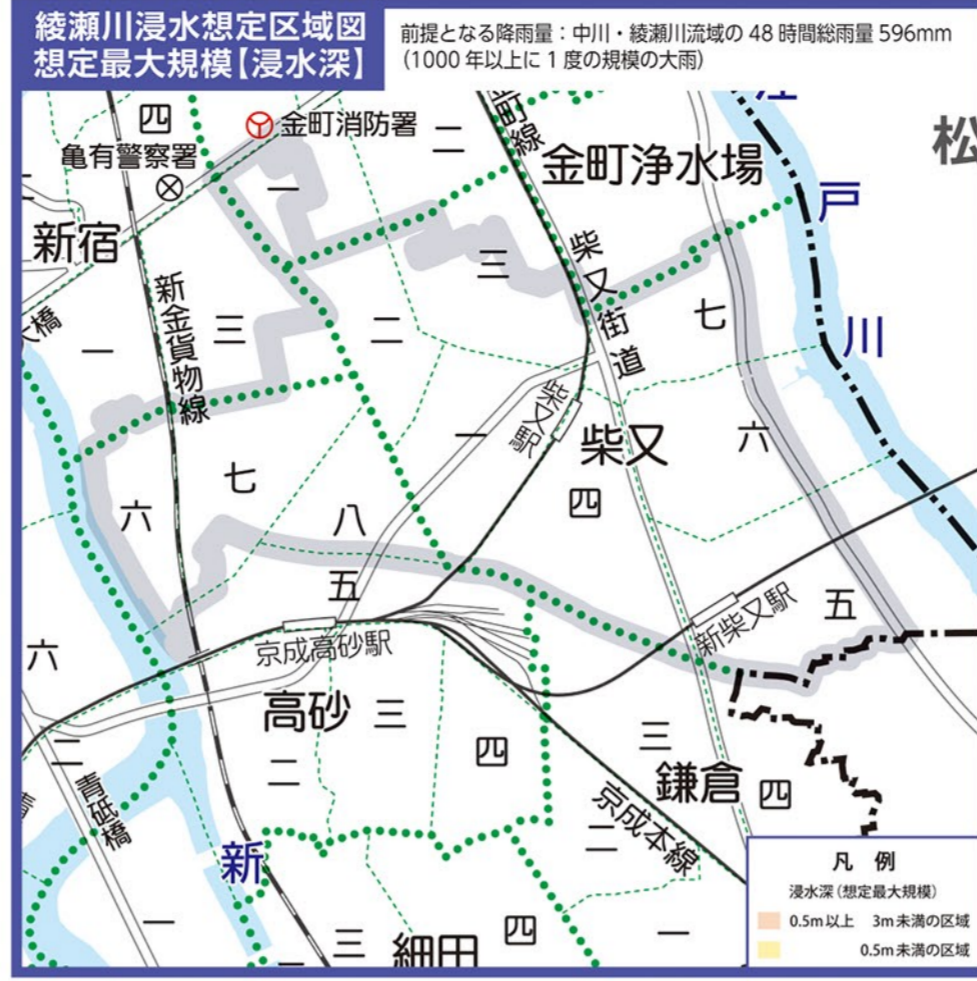 綾瀬川浸水想定区域図
想定最大規模【浸水深】
前提となる降雨量：中川・綾瀬川流域の48時間総雨量596mm
（1000年以上に1度の規模の大雨）
四
金町消防署
二
金町線
江
松
亀有警察署
一
金町浄水場
戸
新宿
三
柴又街道
新金貨物線
三
二
七
川
一
柴又駅
一
柴又
六
七
四
六
八
五
五
新柴又駅
六
京成高砂駅
高砂
三
三
二
四
二
鎌倉
四
青砥橋
京成本線
二
新
一
三
細田
四
一
一
凡 例
浸水深（想定最大規模）
0.5m以上 3m未満の区域
0.5m未満の区域